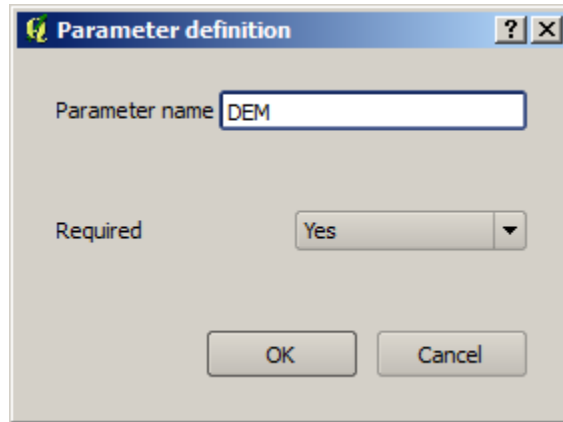 Parameter definition
Parameter name DEM
Required Yes
OK Cancel